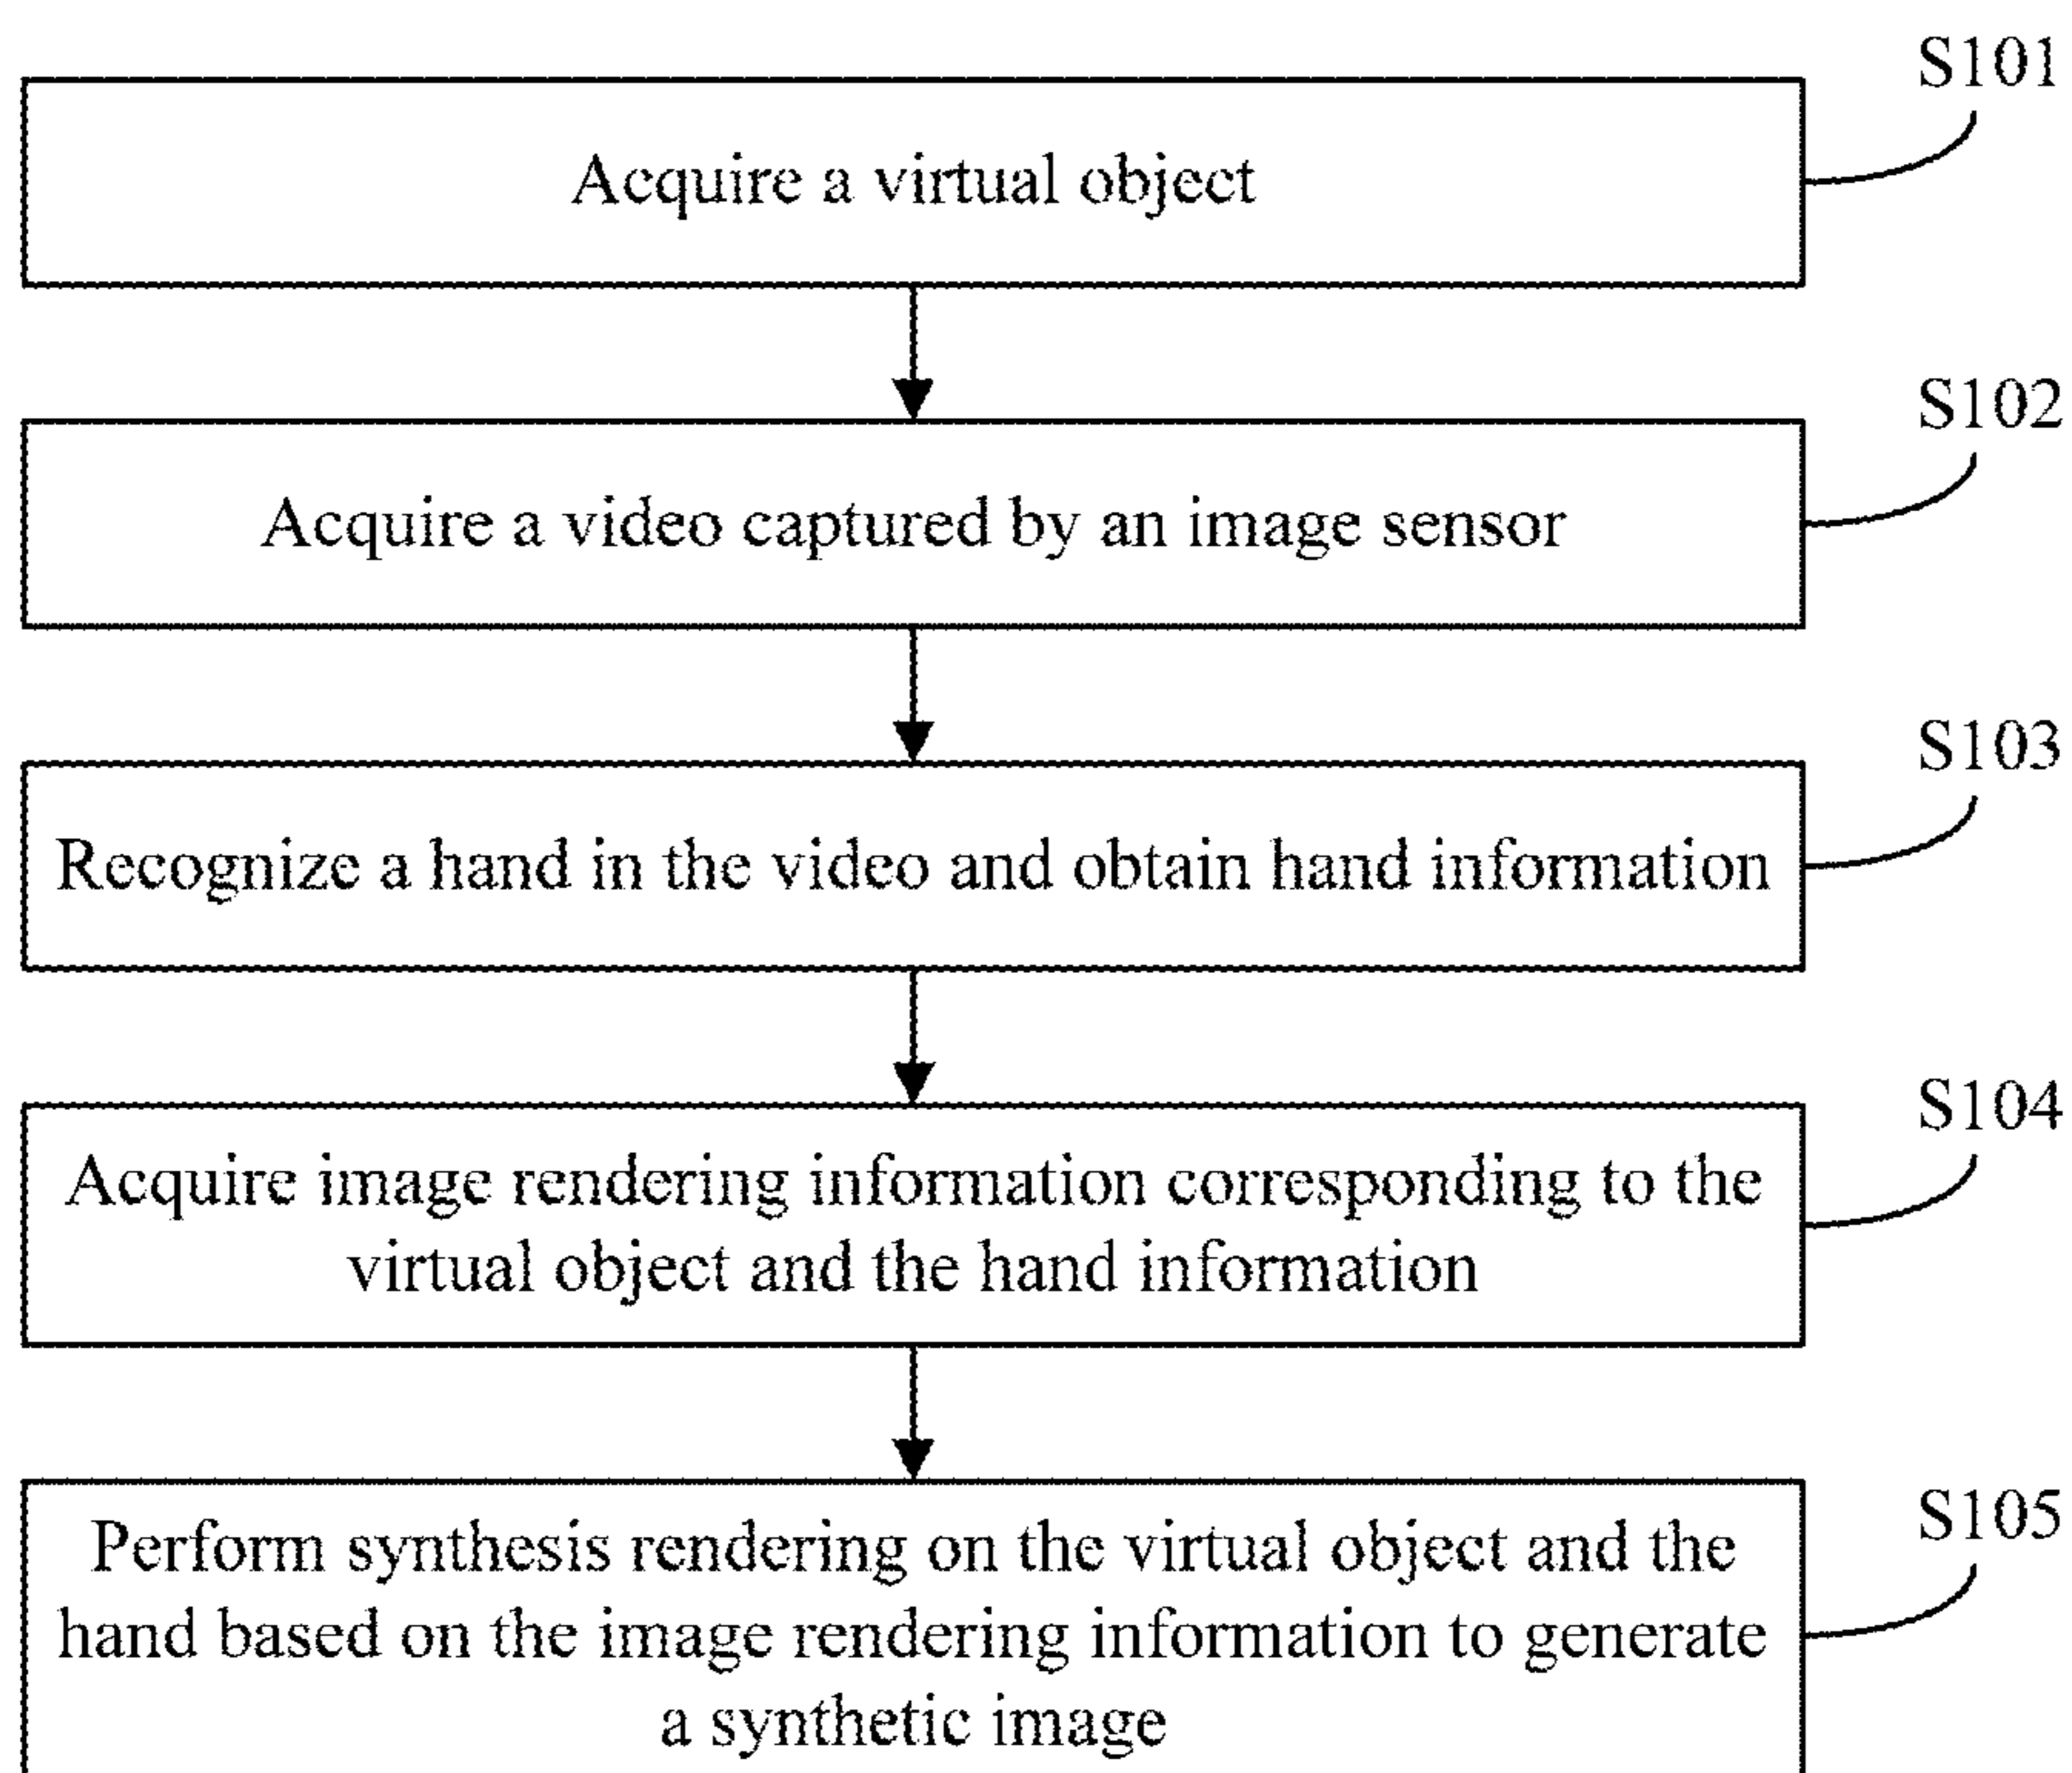 S101
Acquire a virtual object
S102
Acquire a video captured by an image sensor
S103
Recognize a hand in the video and obtain hand information
S104
Acquire image rendering information corresponding to the
virtual object and the hand information
S105
Perform synthesis rendering on the virtual object and the
hand based on the image rendering information to generate
a synthetic image